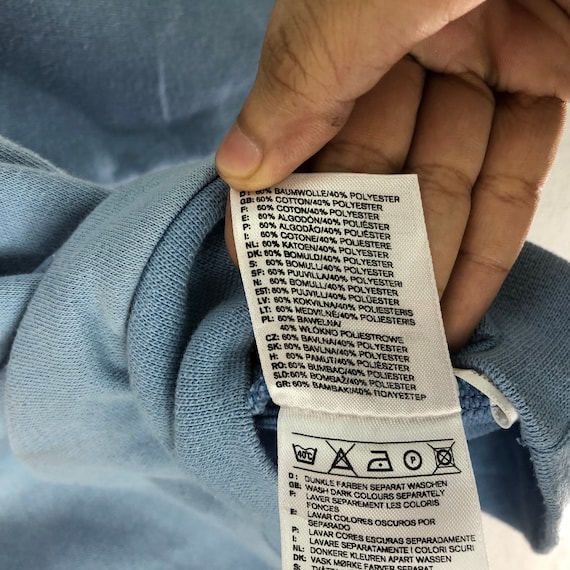 D: 60% BAUMWOLLE/40% POLYESTER
GB: 60% COTTON/40% POLYESTER
F: 60% COTON/40% POLYESTER
E: 60% ALGODÓN/40% POLIÉSTER
P: 60% ALGODÃO/40% POLIÉSTER
I: 60% COTONE/40% POLIESTERE
NL: 60% KATOEN/40% POLYESTER
DK: 60% BOMULD/40% POLYESTER
S: 60% BOMULL/40% POLYESTER
SF: 60% PUUVILLA/40% POLYESTER
N: 60% BOMULL/40% POLYESTER
EST: 60% PUUVILL/40% POLÜESTER
LV: 60% KOKVILNA/40% POLIESTERIS
LT: 60% MEDVILNĖ/40% POLIESTERIS
PL: 60% BAWEŁNA/
40% WŁÓKNO POLIESTROWE
CZ: 60% BAVLNA/40% POLYESTER
SK: 60% BAVLNA/40% POLYESTER
H: 60% PAMUT/40% POLIÉSZTER
RO: 60% BUMBAC/40% POLIESTER
SLO: 60% BOMBAŽ/40% POLIESTER
GR: 60% ΒΑΜΒΑΚΙ/40% ΠΟΛΥΕΣΤΕΡ
40°C P
D: DUNKLE FARBEN SEPARAT WASCHEN
GB: WASH DARK COLOURS SEPARATELY
F: LAVER SEPAREMENT LES COLORIS
FONCES
E: LAVAR COLORES OSCUROS POR
SEPARADO
P: LAVAR CORES ESCURAS SEPARADAMENTE
I: LAVARE SEPARATAMENTE I COLORI SCURI
NL: DONKERE KLEUREN APART WASSEN
DK: VASK MØRKE FARVER SEPARAT
S: